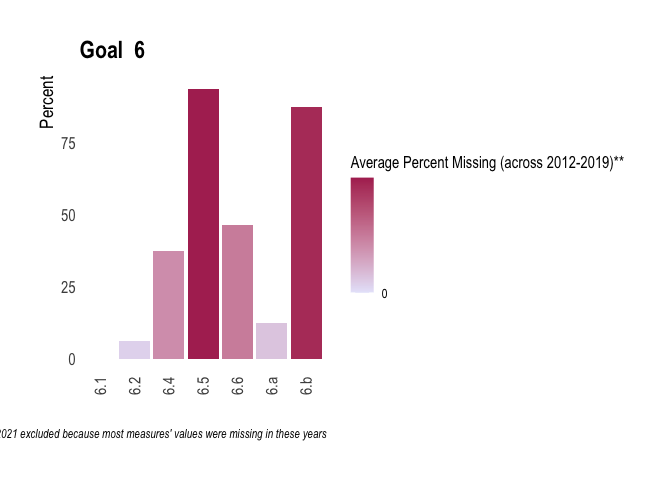 Goal 6
Percent
Average Percent Missing (across 2012-2019)**
75
50
25
0
0
6.1
6.2
6.4
6.5
6.6
6.a
6.b
2021 excluded because most measures' values were missing in these years